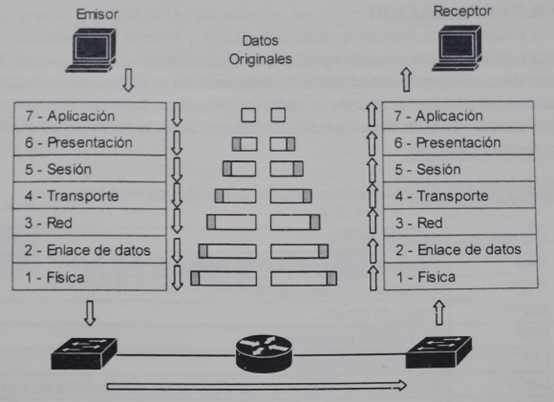 Emisor
Receptor
Datos
Originales
7 - Aplicación
6 - Presentación
5 - Sesión
4 - Transporte
3 - Red
2 - Enlace de datos
1 - Física
7 - Aplicación
6 - Presentación
5 - Sesión
4 - Transporte
3 - Red
2 - Enlace de datos
1 - Física